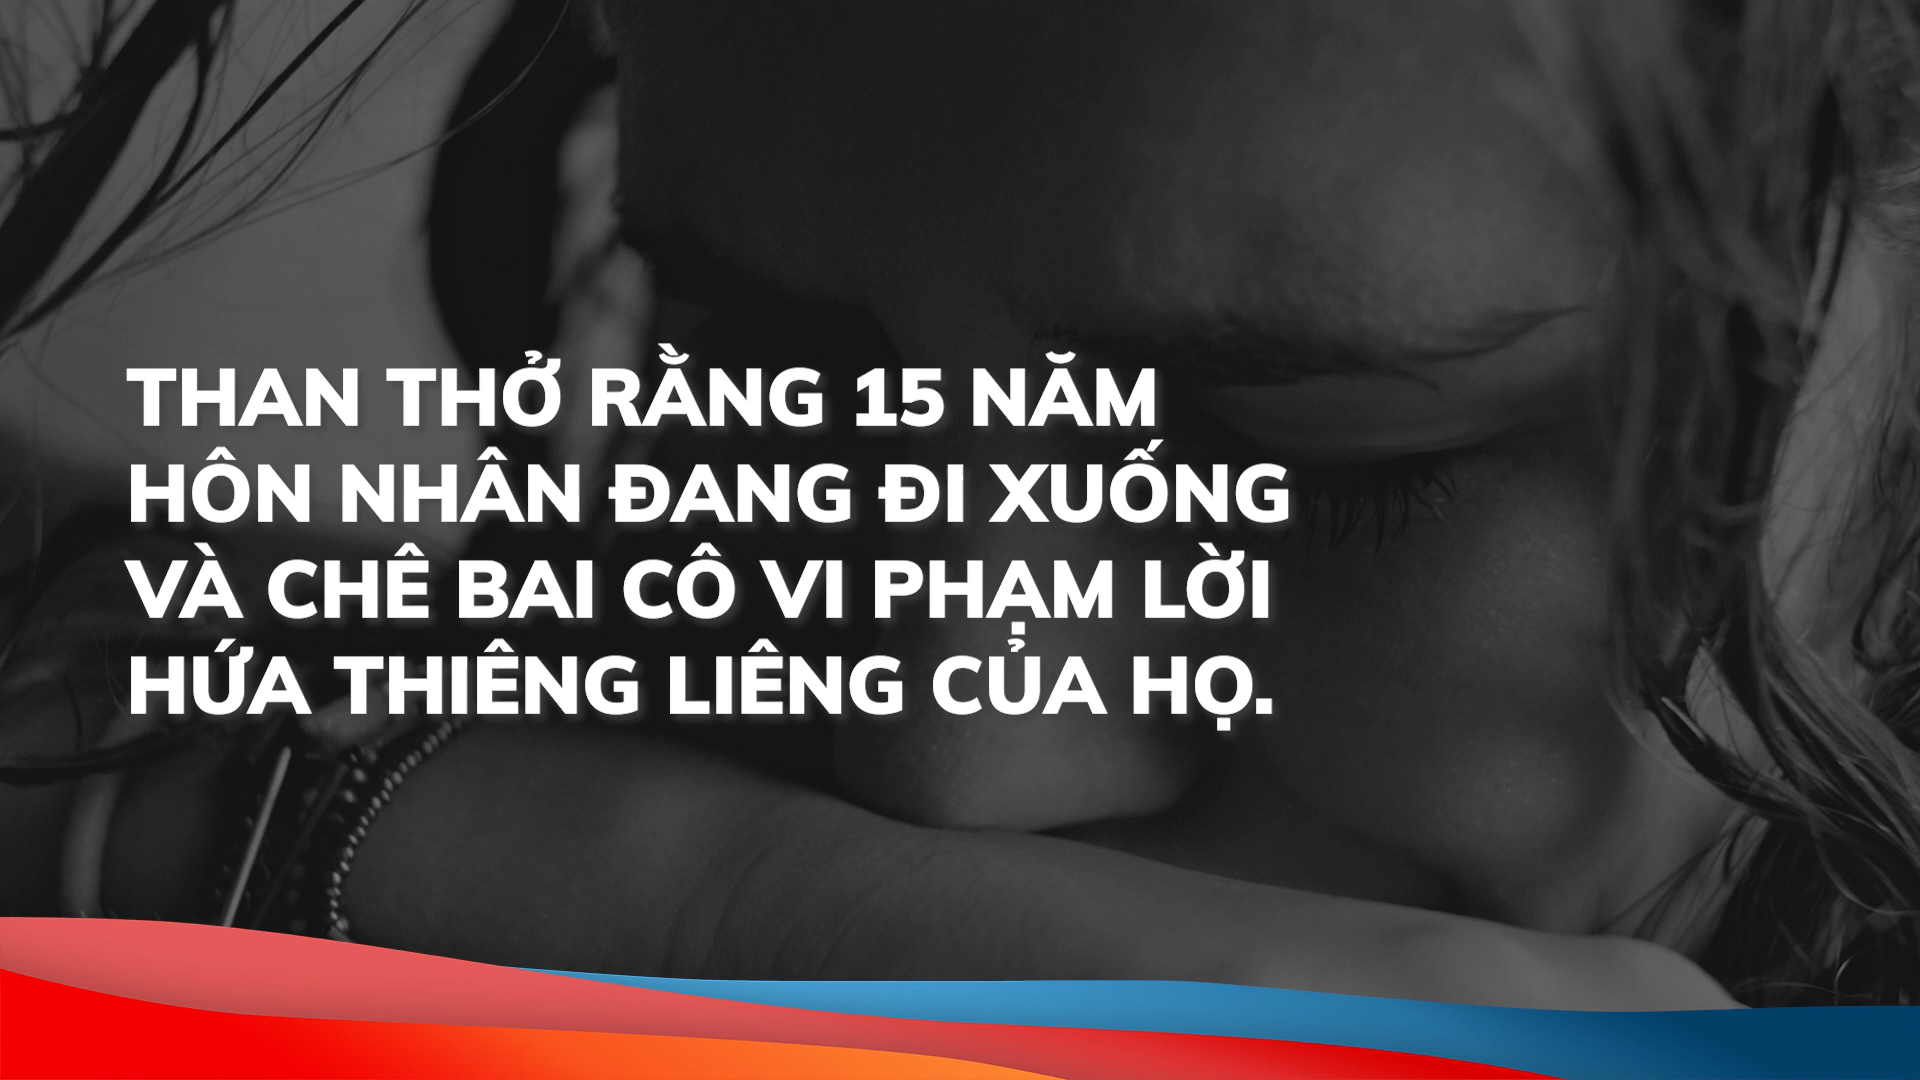 THAN THỞ RẰNG 15 NĂM
HÔN NHÂN ĐANG ĐI XUỐNG
VÀ CHÊ BAI CÔ VI PHẠM LỜI
HỨA THIÊNG LIÊNG CỦA HỌ.